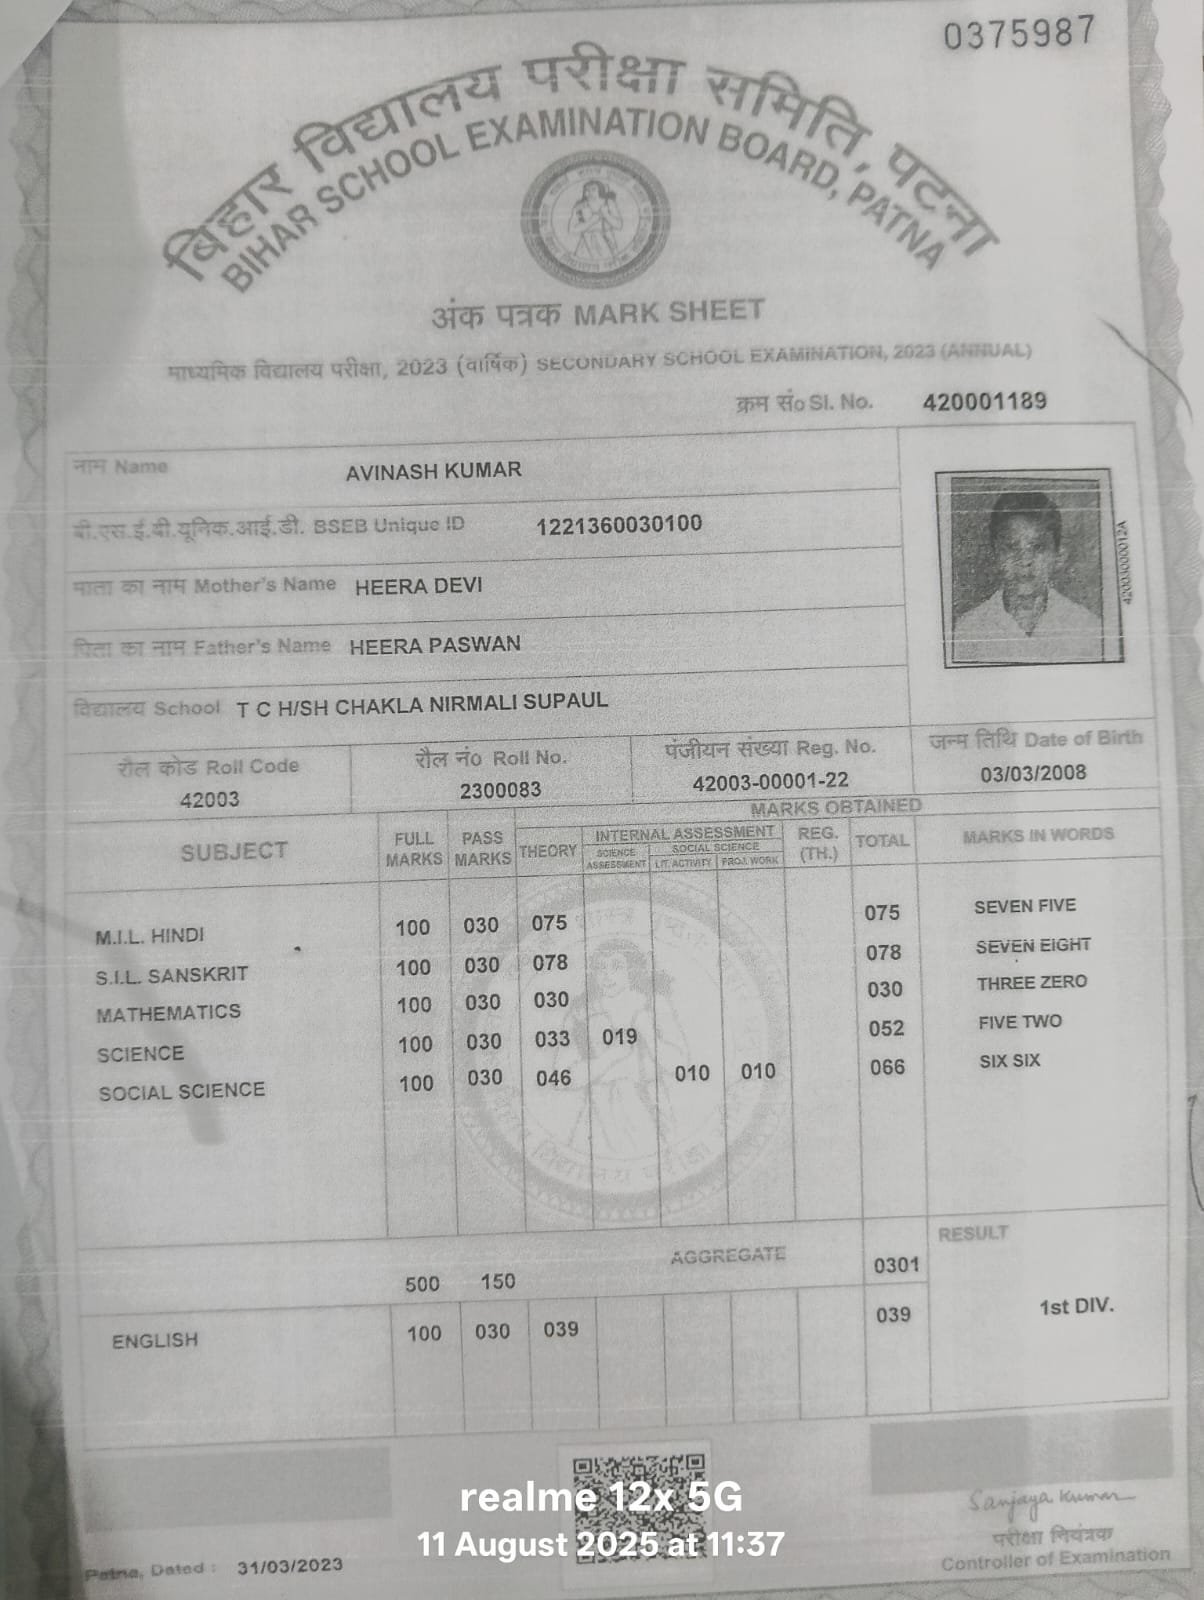 0375987
बिहार विद्यालय परीक्षा समिति, पटना
BIHAR SCHOOL EXAMINATION BOARD, PATNA
अंक पत्रक MARK SHEET
माध्यमिक विद्यालय परीक्षा, 2023 (वार्षिक) SECONDARY SCHOOL EXAMINATION, 2023 (ANNUAL)
क्रम सं० Sl. No. 420001189
नाम Name AVINASH KUMAR
बी.एस.ई.बी.यूनिक.आई.डी. BSEB Unique ID 1221360030100
माता का नाम Mother's Name HEERA DEVI
पिता का नाम Father's Name HEERA PASWAN
विद्यालय School T C H/SH CHAKLA NIRMALI SUPAUL
4200300012A
रौल कोड Roll Code रौल नं० Roll No. पंजीयन संख्या Reg. No. जन्म तिथि Date of Birth
42003 2300083 42003-00001-22 03/03/2008
MARKS OBTAINED
SUBJECT FULL MARKS PASS MARKS THEORY INTERNAL ASSESSMENT REG. (TH.) TOTAL MARKS IN WORDS
SCIENCE ASSESSMENT SOCIAL SCIENCE
LIT. ACTIVITY PROJ. WORK
M.I.L. HINDI 100 030 075 075 SEVEN FIVE
S.I.L. SANSKRIT 100 030 078 078 SEVEN EIGHT
MATHEMATICS 100 030 030 030 THREE ZERO
SCIENCE 100 030 033 019 052 FIVE TWO
SOCIAL SCIENCE 100 030 046 010 010 066 SIX SIX
500 150 AGGREGATE 0301 RESULT
ENGLISH 100 030 039 039 1st DIV.
realme 12x 5G
11 August 2025 at 11:37
Sanjaya Kumar
परीक्षा नियंत्रक
Controller of Examination
Patna, Dated : 31/03/2023